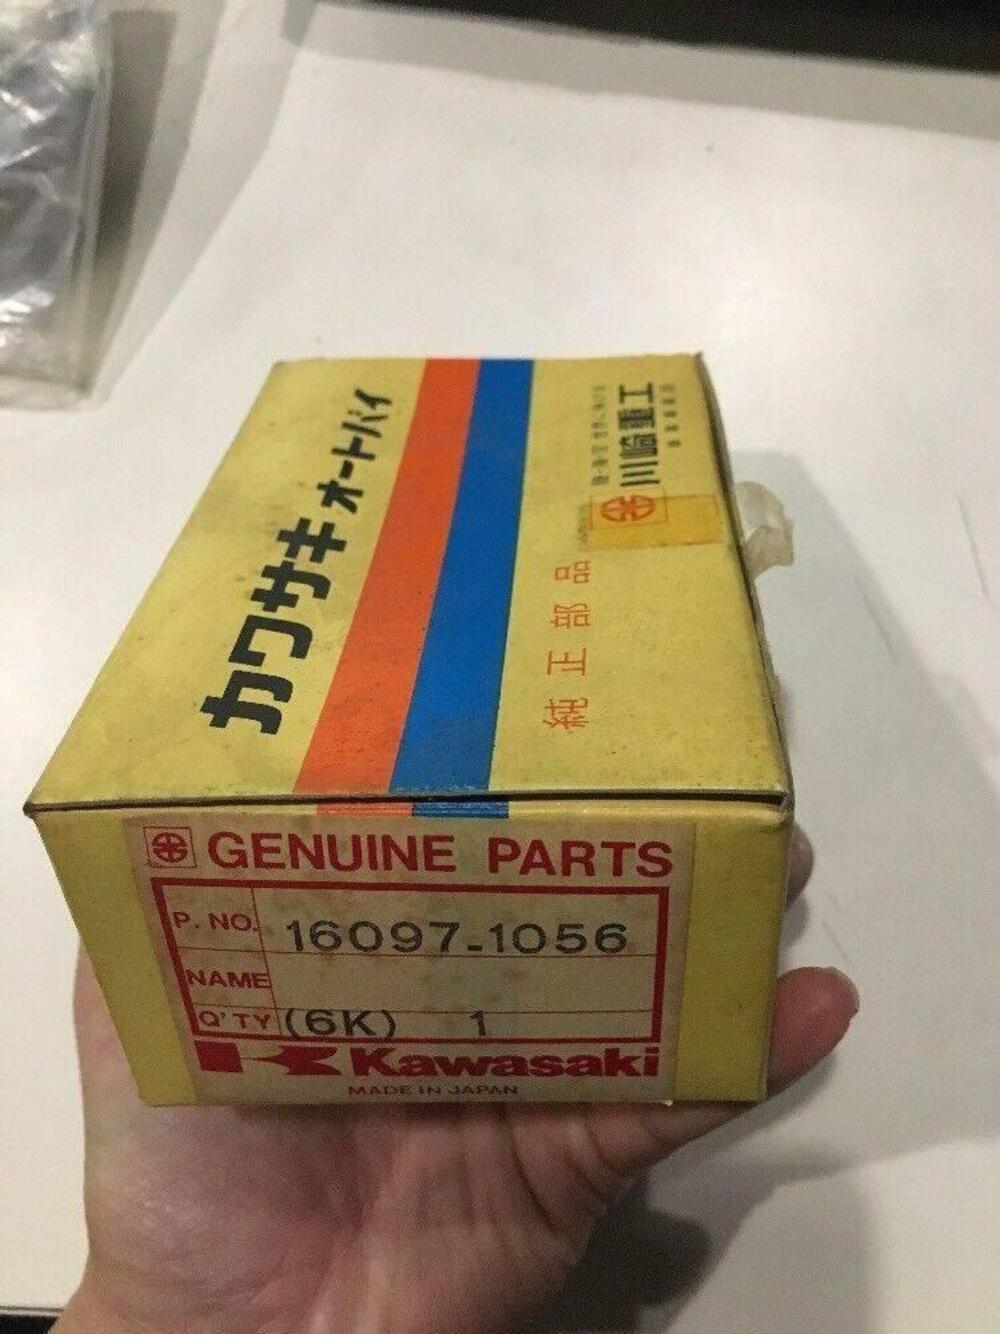 カワサキオートバイ
純正部品
川崎重工
GENUINE PARTS
P. NO. 16097-1056
NAME
Q'TY (6K) 1
Kawasaki
MADE IN JAPAN